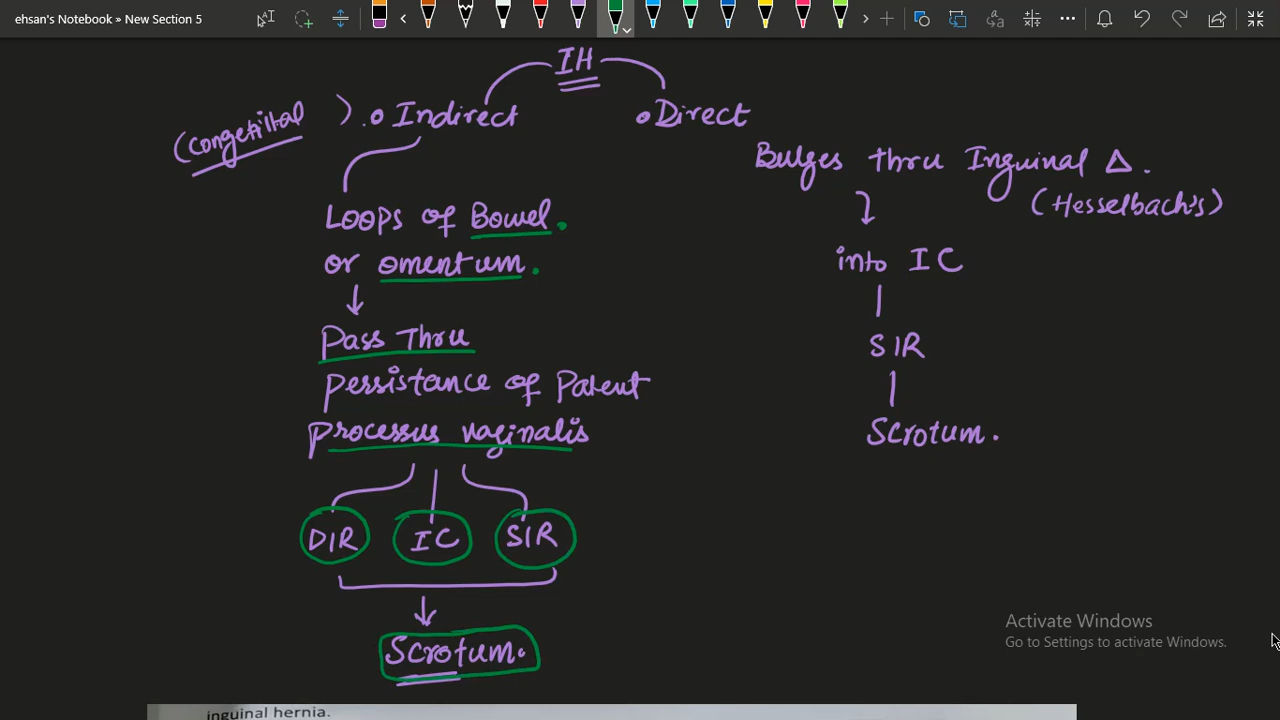 ehsan's Notebook » New Section 5
IH
(Congetiltal ). • Indirect
• Direct
Loops of Bowel.
or omentum.
Pass Thru
Persistance of Patent
processus vaginalis
DIR IC SIR
Scrotum.
Bulges thru Inguinal Δ.
(Hesselbach's)
into IC
SIR
Scrotum.
Activate Windows
Go to Settings to activate Windows.
inguinal hernia.